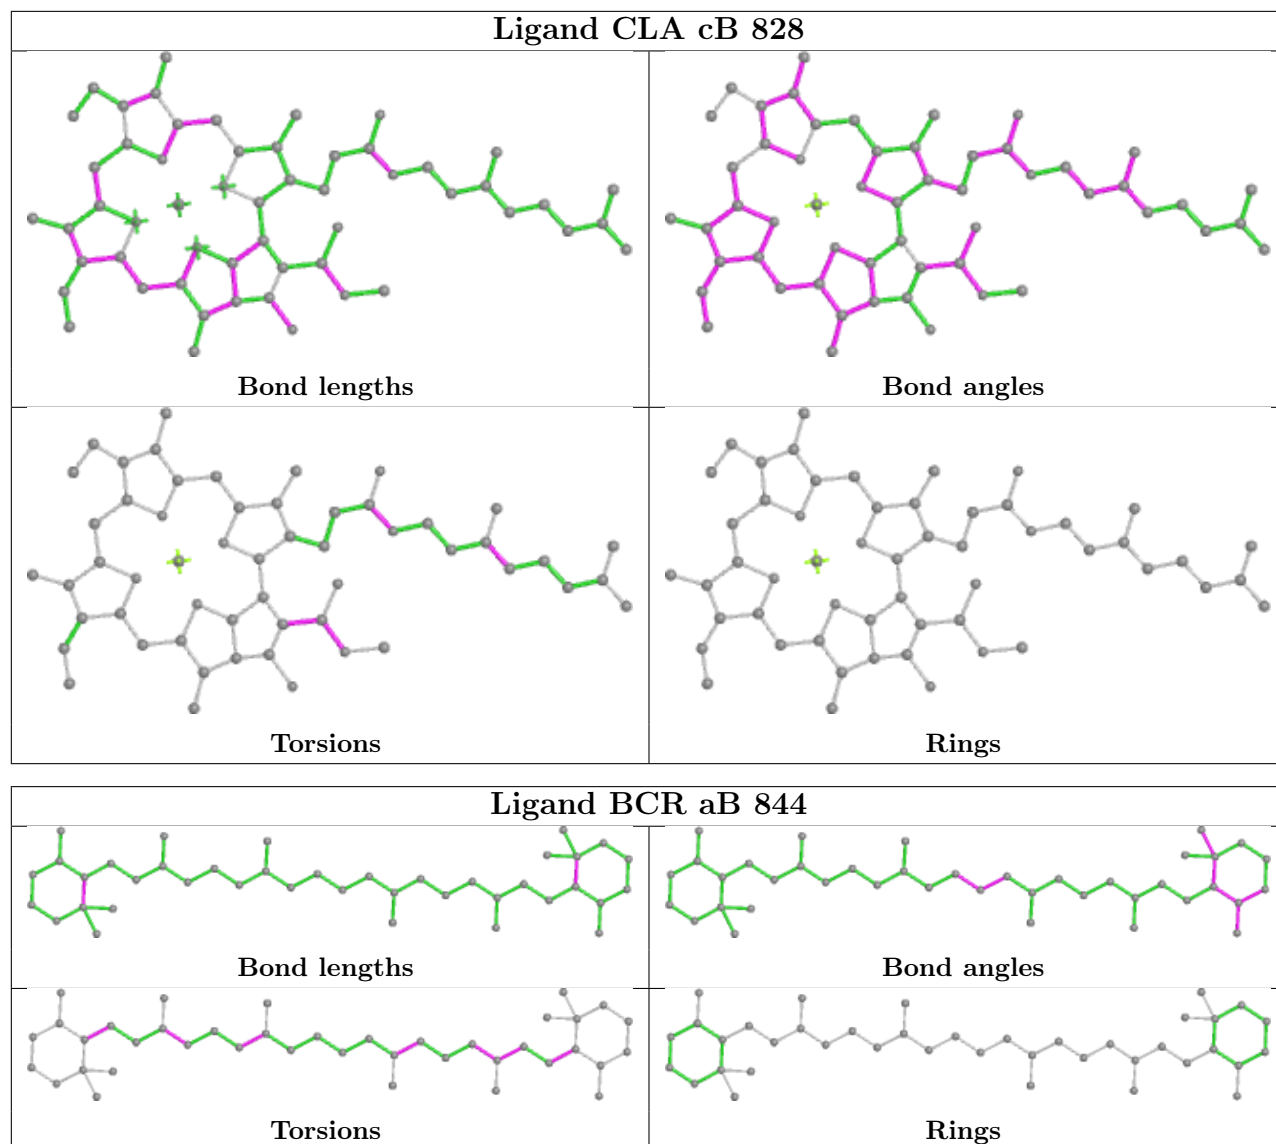 Ligand CLA cB 828
Bond lengths
Bond angles
Torsions
Rings
Ligand BCR aB 844
Bond lengths
Bond angles
Torsions
Rings